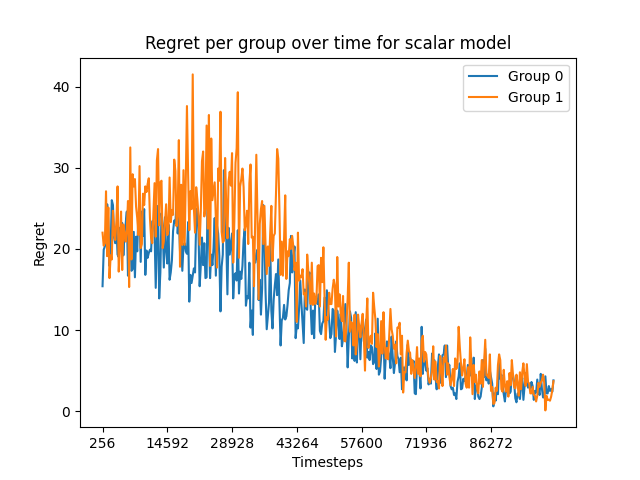 Regret per group over time for scalar model
Group 0
Group 1
40
30
20
10
0
Regret
256 14592 28928 43264 57600 71936 86272
Timesteps